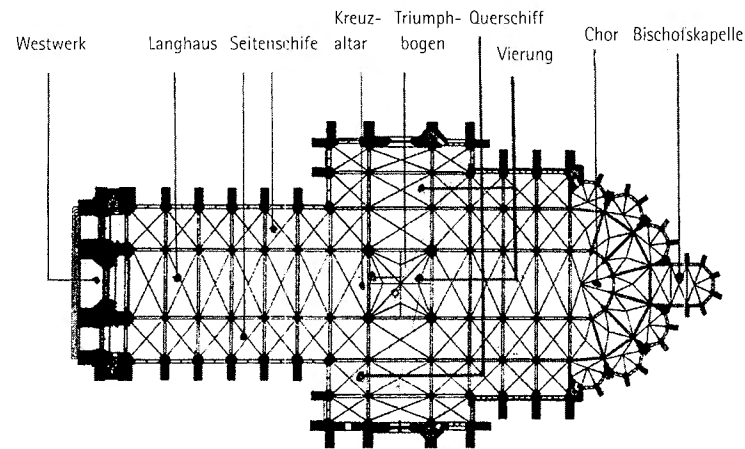 Kreuz- Triumph- Querschiff
Westwerk Langhaus Seitenschife altar bogen Vierung Chor Bischofskapelle